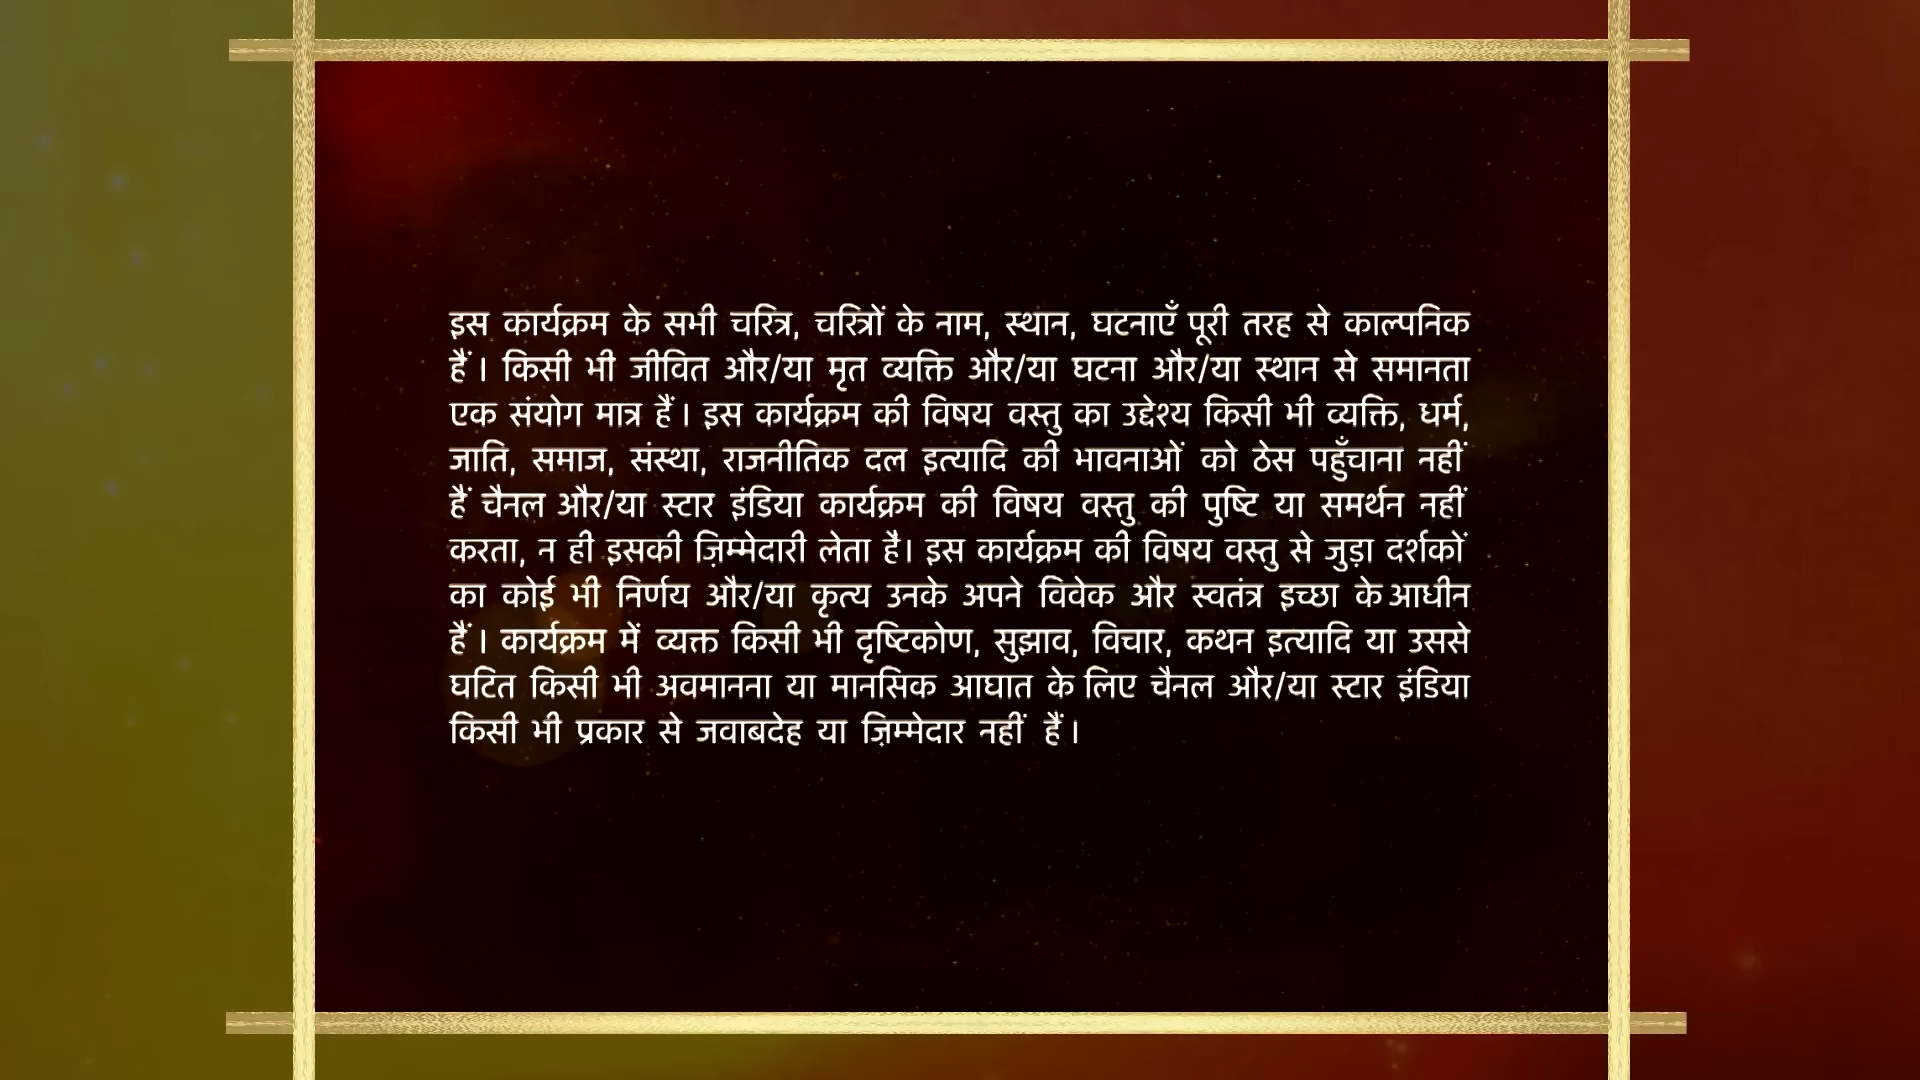 इस कार्यक्रम के सभी चरित्र, चरित्रों के नाम, स्थान, घटनाएँ पूरी तरह से काल्पनिक
हैं । किसी भी जीवित और/या मृत व्यक्ति और/या घटना और/या स्थान से समानता
एक संयोग मात्र हैं । इस कार्यक्रम की विषय वस्तु का उद्देश्य किसी भी व्यक्ति, धर्म,
जाति, समाज, संस्था, राजनीतिक दल इत्यादि की भावनाओं को ठेस पहुँचाना नहीं
हैं चैनल और/या स्टार इंडिया कार्यक्रम की विषय वस्तु की पुष्टि या समर्थन नहीं
करता, न ही इसकी ज़िम्मेदारी लेता है। इस कार्यक्रम की विषय वस्तु से जुड़ा दर्शकों
का कोई भी निर्णय और/या कृत्य उनके अपने विवेक और स्वतंत्र इच्छा के आधीन
हैं । कार्यक्रम में व्यक्त किसी भी दृष्टिकोण, सुझाव, विचार, कथन इत्यादि या उससे
घटित किसी भी अवमानना या मानसिक आघात के लिए चैनल और/या स्टार इंडिया
किसी भी प्रकार से जवाबदेह या ज़िम्मेदार नहीं हैं ।